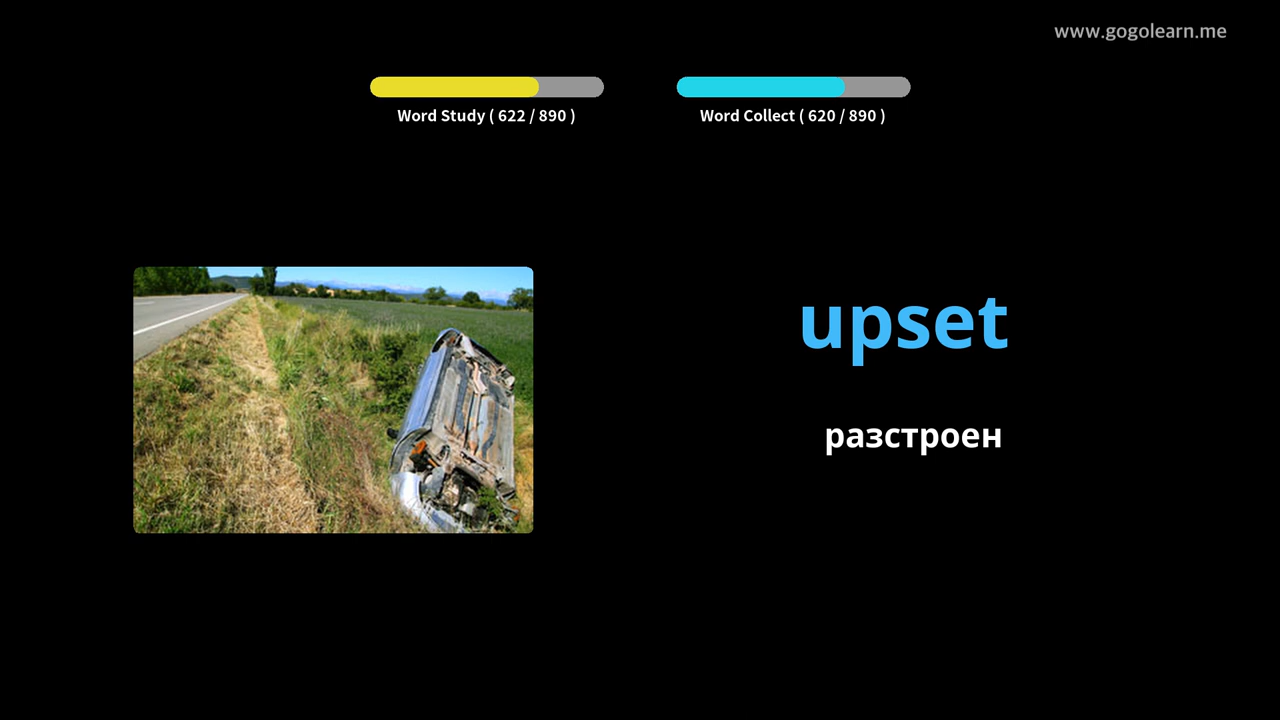 www.gogolearn.me
Word Study ( 622 / 890 )
Word Collect ( 620 / 890 )
upset
разстроен